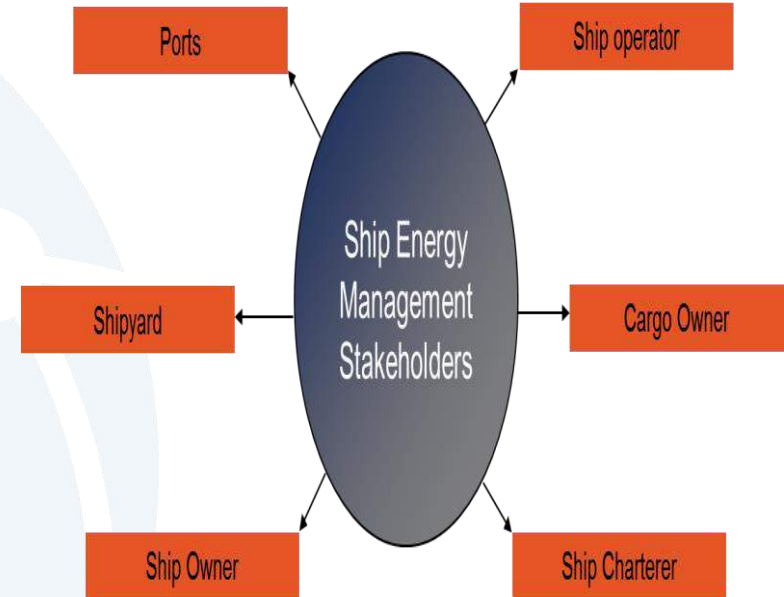 Ports
Ship operator
Ship Energy
Management
Stakeholders
Shipyard
Cargo Owner
Ship Owner
Ship Charterer